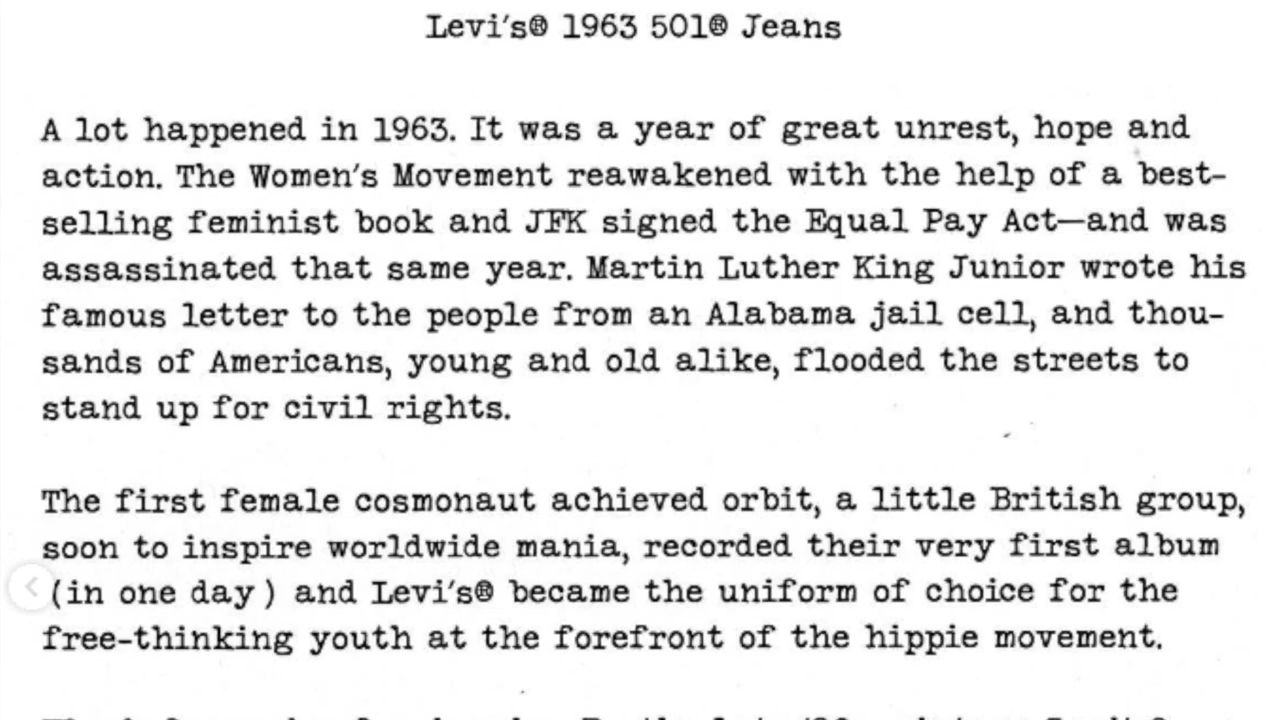 Levi's® 1963 501® Jeans
A lot happened in 1963. It was a year of great unrest, hope and
action. The Women's Movement reawakened with the help of a best-
selling feminist book and JFK signed the Equal Pay Act—and was
assassinated that same year. Martin Luther King Junior wrote his
famous letter to the people from an Alabama jail cell, and thou-
sands of Americans, young and old alike, flooded the streets to
stand up for civil rights.
The first female cosmonaut achieved orbit, a little British group,
soon to inspire worldwide mania, recorded their very first album
(in one day) and Levi's® became the uniform of choice for the
free-thinking youth at the forefront of the hippie movement.